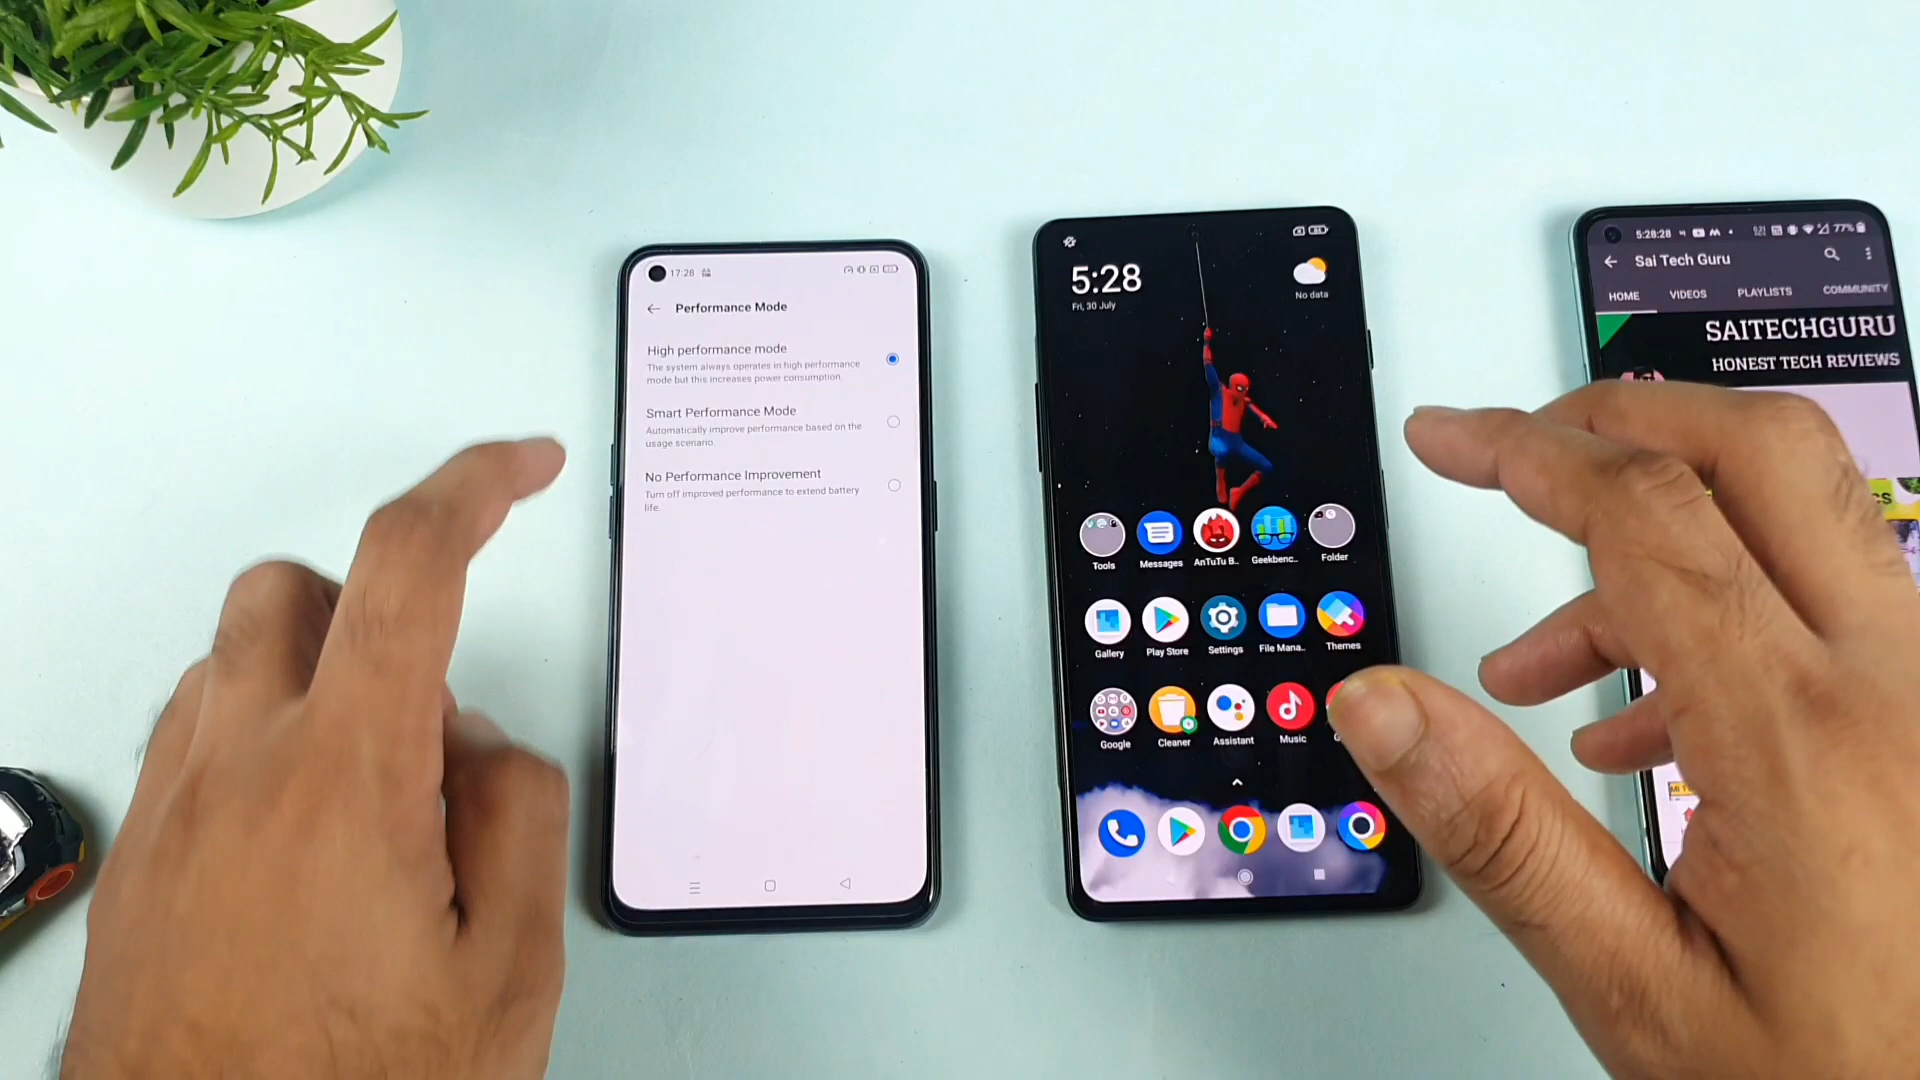 17:28
Performance Mode
High performance mode
The system always operates in high performance
mode but this increases power consumption.
Smart Performance Mode
Automatically improve performance based on the
usage scenario.
No Performance Improvement
Turn off improved performance to extend battery
life.
5:28
Fri, 30 July
No data
Tools
Messages
AnTuTu B..
Geekbenc..
Folder
Gallery
Play Store
Settings
File Mana..
Themes
Google
Cleaner
Assistant
Music
5:28:28
77%
Sai Tech Guru
HOME
VIDEOS
PLAYLISTS
COMMUNITY
SAITECHGURU
HONEST TECH REVIEWS